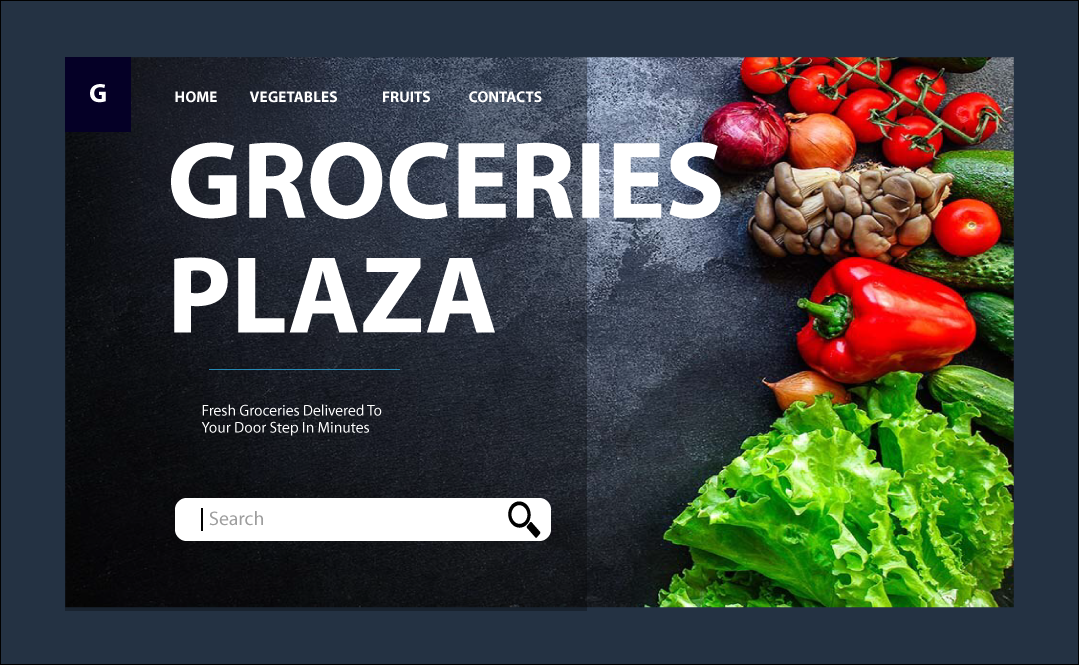 G
HOME VEGETABLES FRUITS CONTACTS
GROCERIES
PLAZA
Fresh Groceries Delivered To
Your Door Step In Minutes
Search